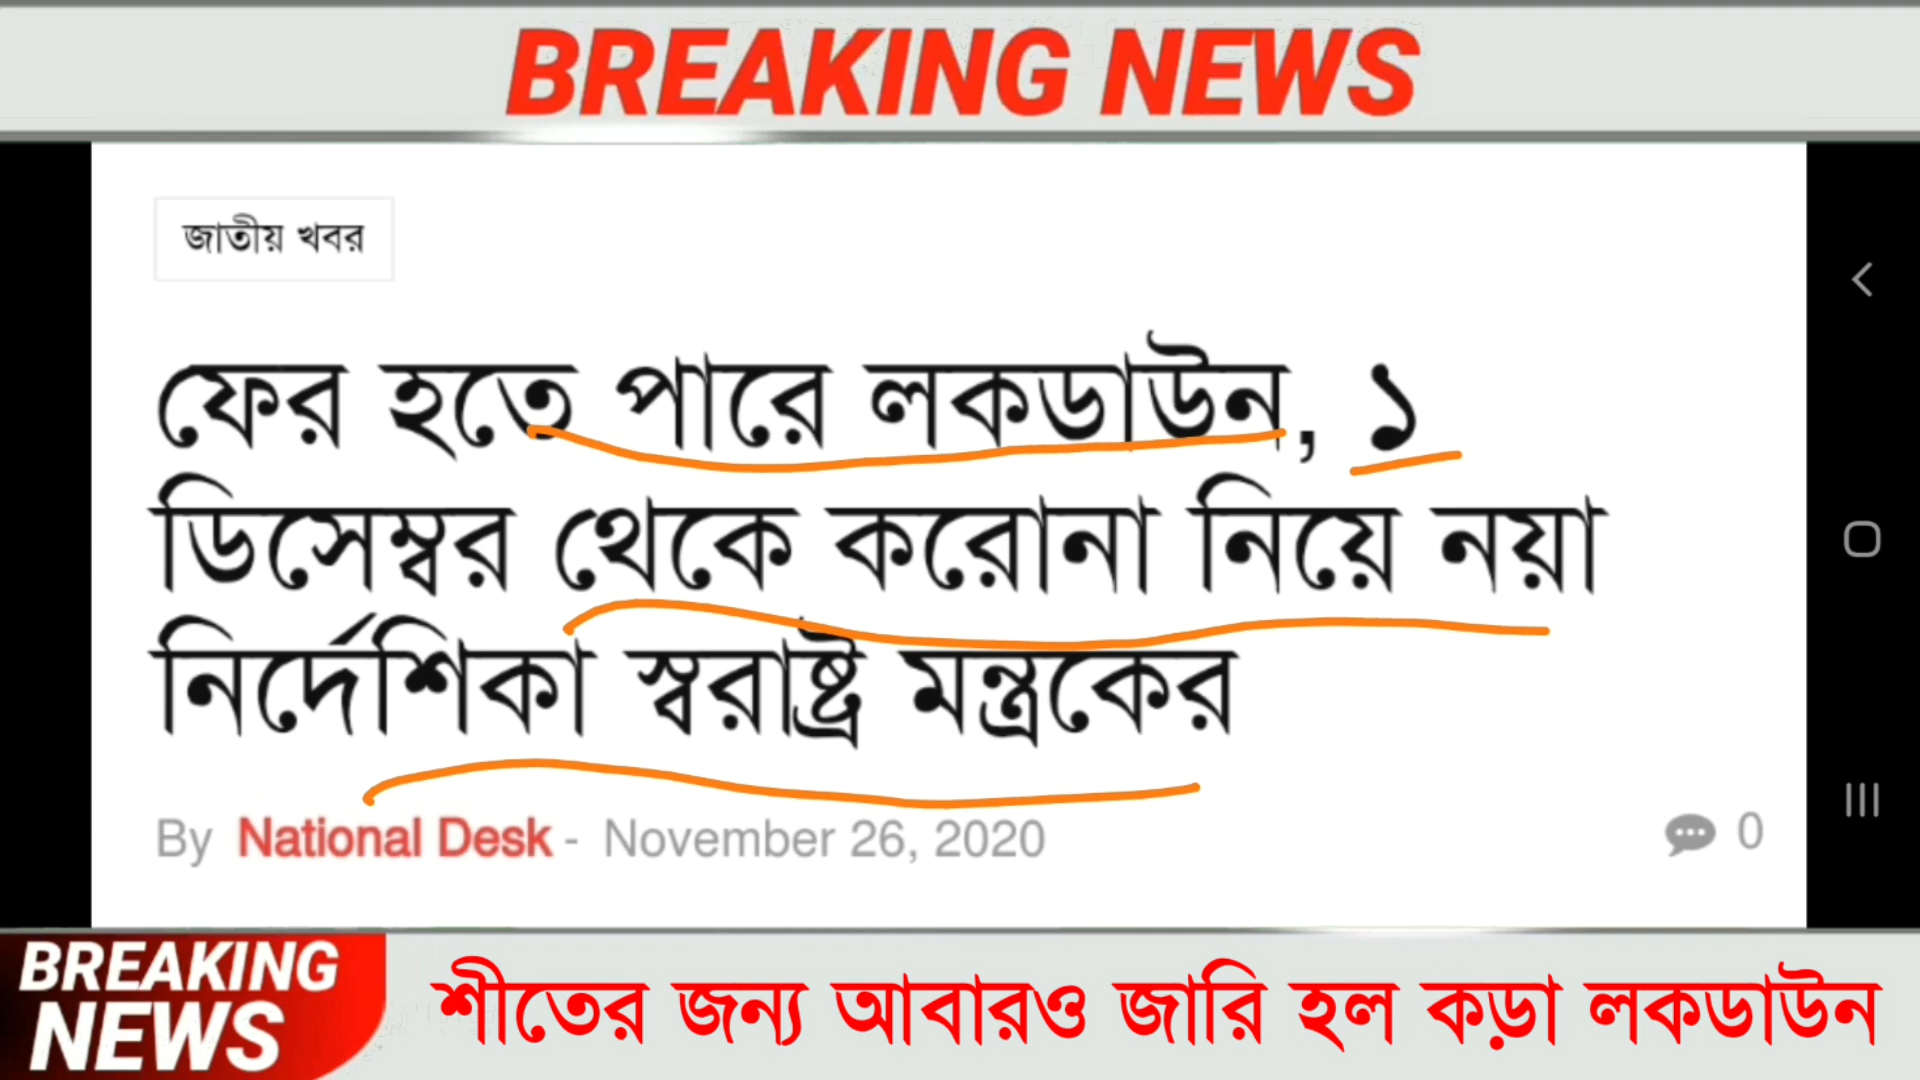 BREAKING NEWS
জাতীয় খবর
ফের হতে পারে লকডাউন, ১
ডিসেম্বর থেকে করোনা নিয়ে নয়া
নির্দেশিকা স্বরাষ্ট্র মন্ত্রকের
By National Desk - November 26, 2020
0
BREAKING
NEWS
শীতের জন্য আবারও জারি হল কড়া লকডাউন